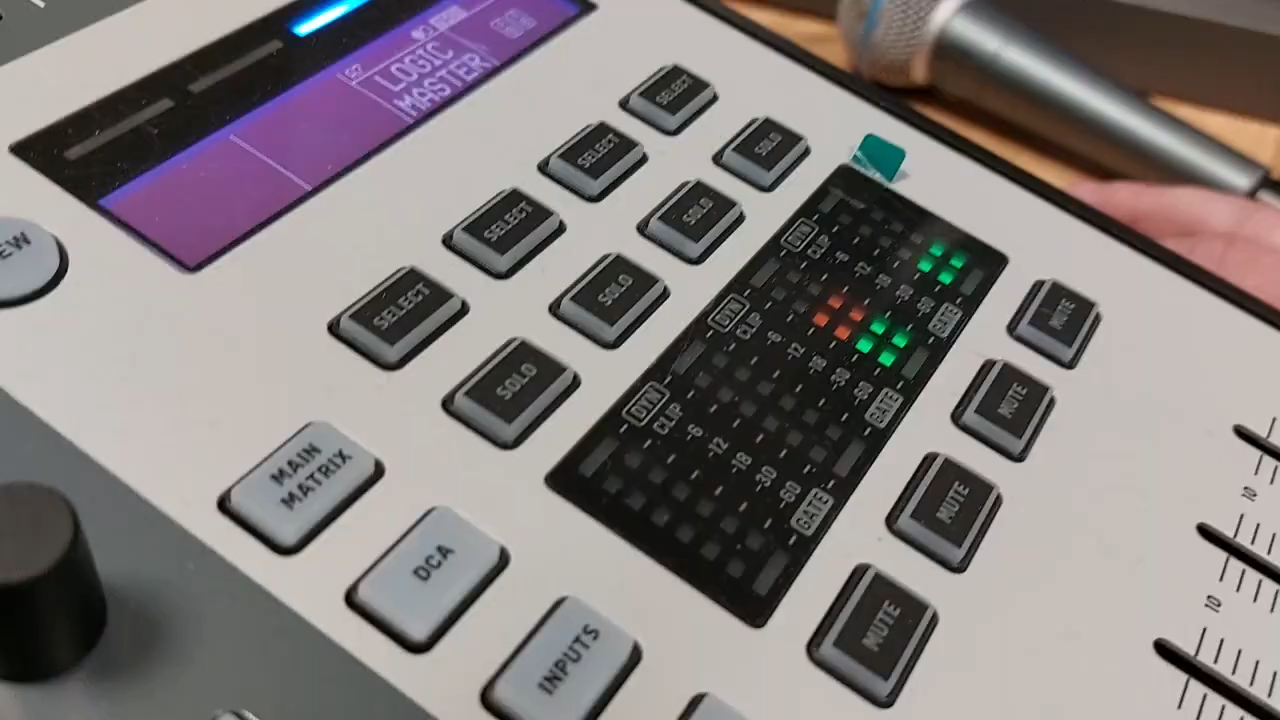 LOGIC
MASTER
SELECT
SELECT
SELECT
SELECT
SOLO
SOLO
SOLO
SOLO
EW
MAIN
MATRIX
DCA
INPUTS
DYN
CLIP
-6
-12
-18
-30
-60
GATE
DYN
CLIP
-6
-12
-18
-30
-60
GATE
DYN
CLIP
-6
-12
-18
-30
-60
GATE
MUTE
MUTE
MUTE
MUTE
10
10